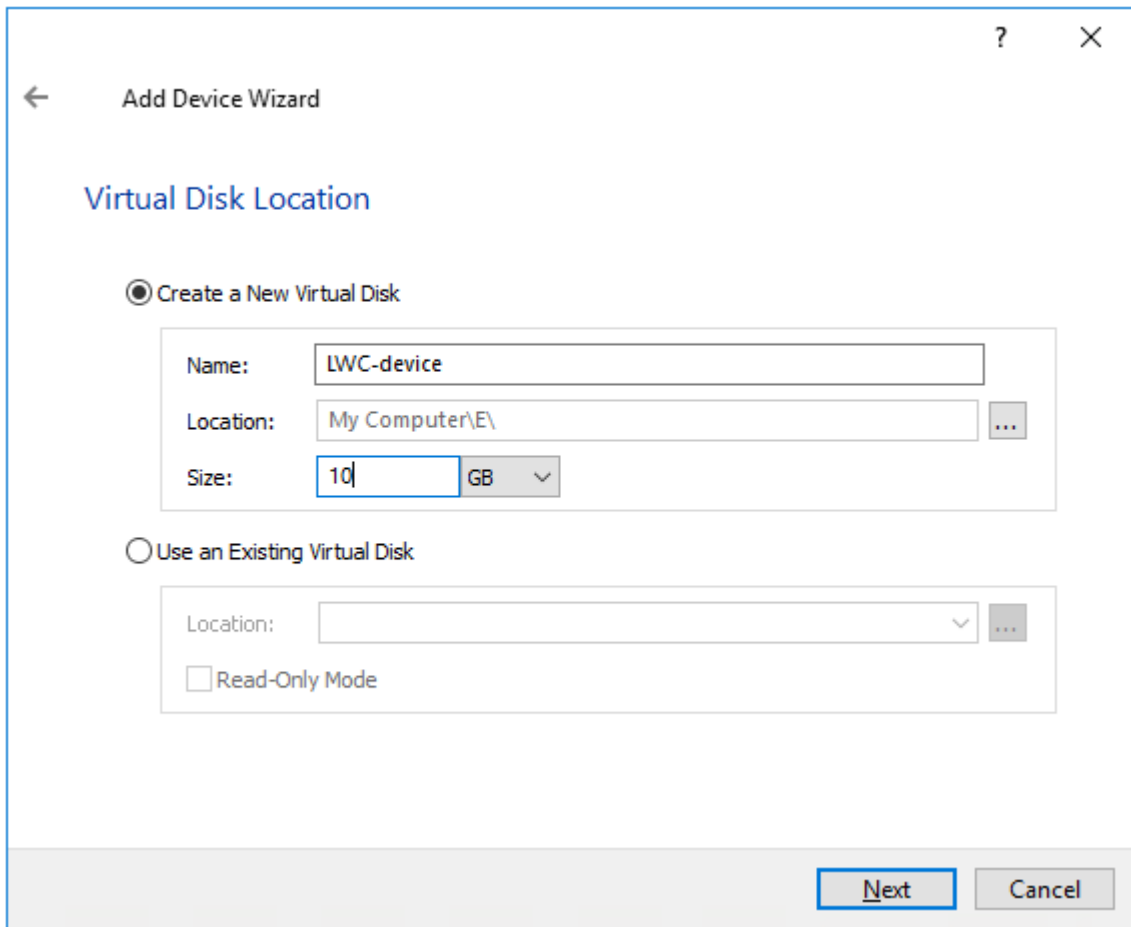 ?
Add Device Wizard
Virtual Disk Location
Create a New Virtual Disk
Name: LWC-device
Location: My Computer\E\ ...
Size: 10 GB
Use an Existing Virtual Disk
Location: ...
Read-Only Mode
Next Cancel